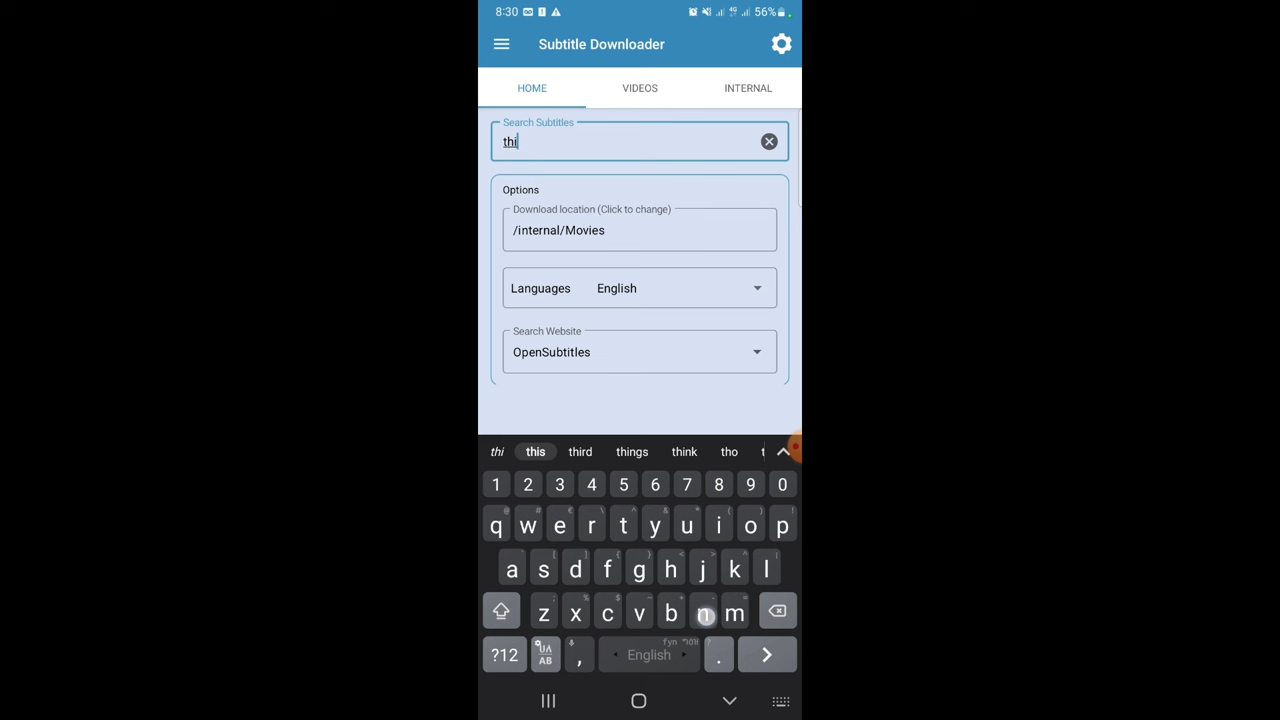 8:30 56%
Subtitle Downloader
HOME VIDEOS INTERNAL
Search Subtitles
thi
Options
Download location (Click to change)
/internal/Movies
Languages English
Search Website
OpenSubtitles
thi this third things think tho t
1 2 3 4 5 6 7 8 9 0
q w e r t y u i o p
a s d f g h j k l
z x c v b n m
?12 , English .